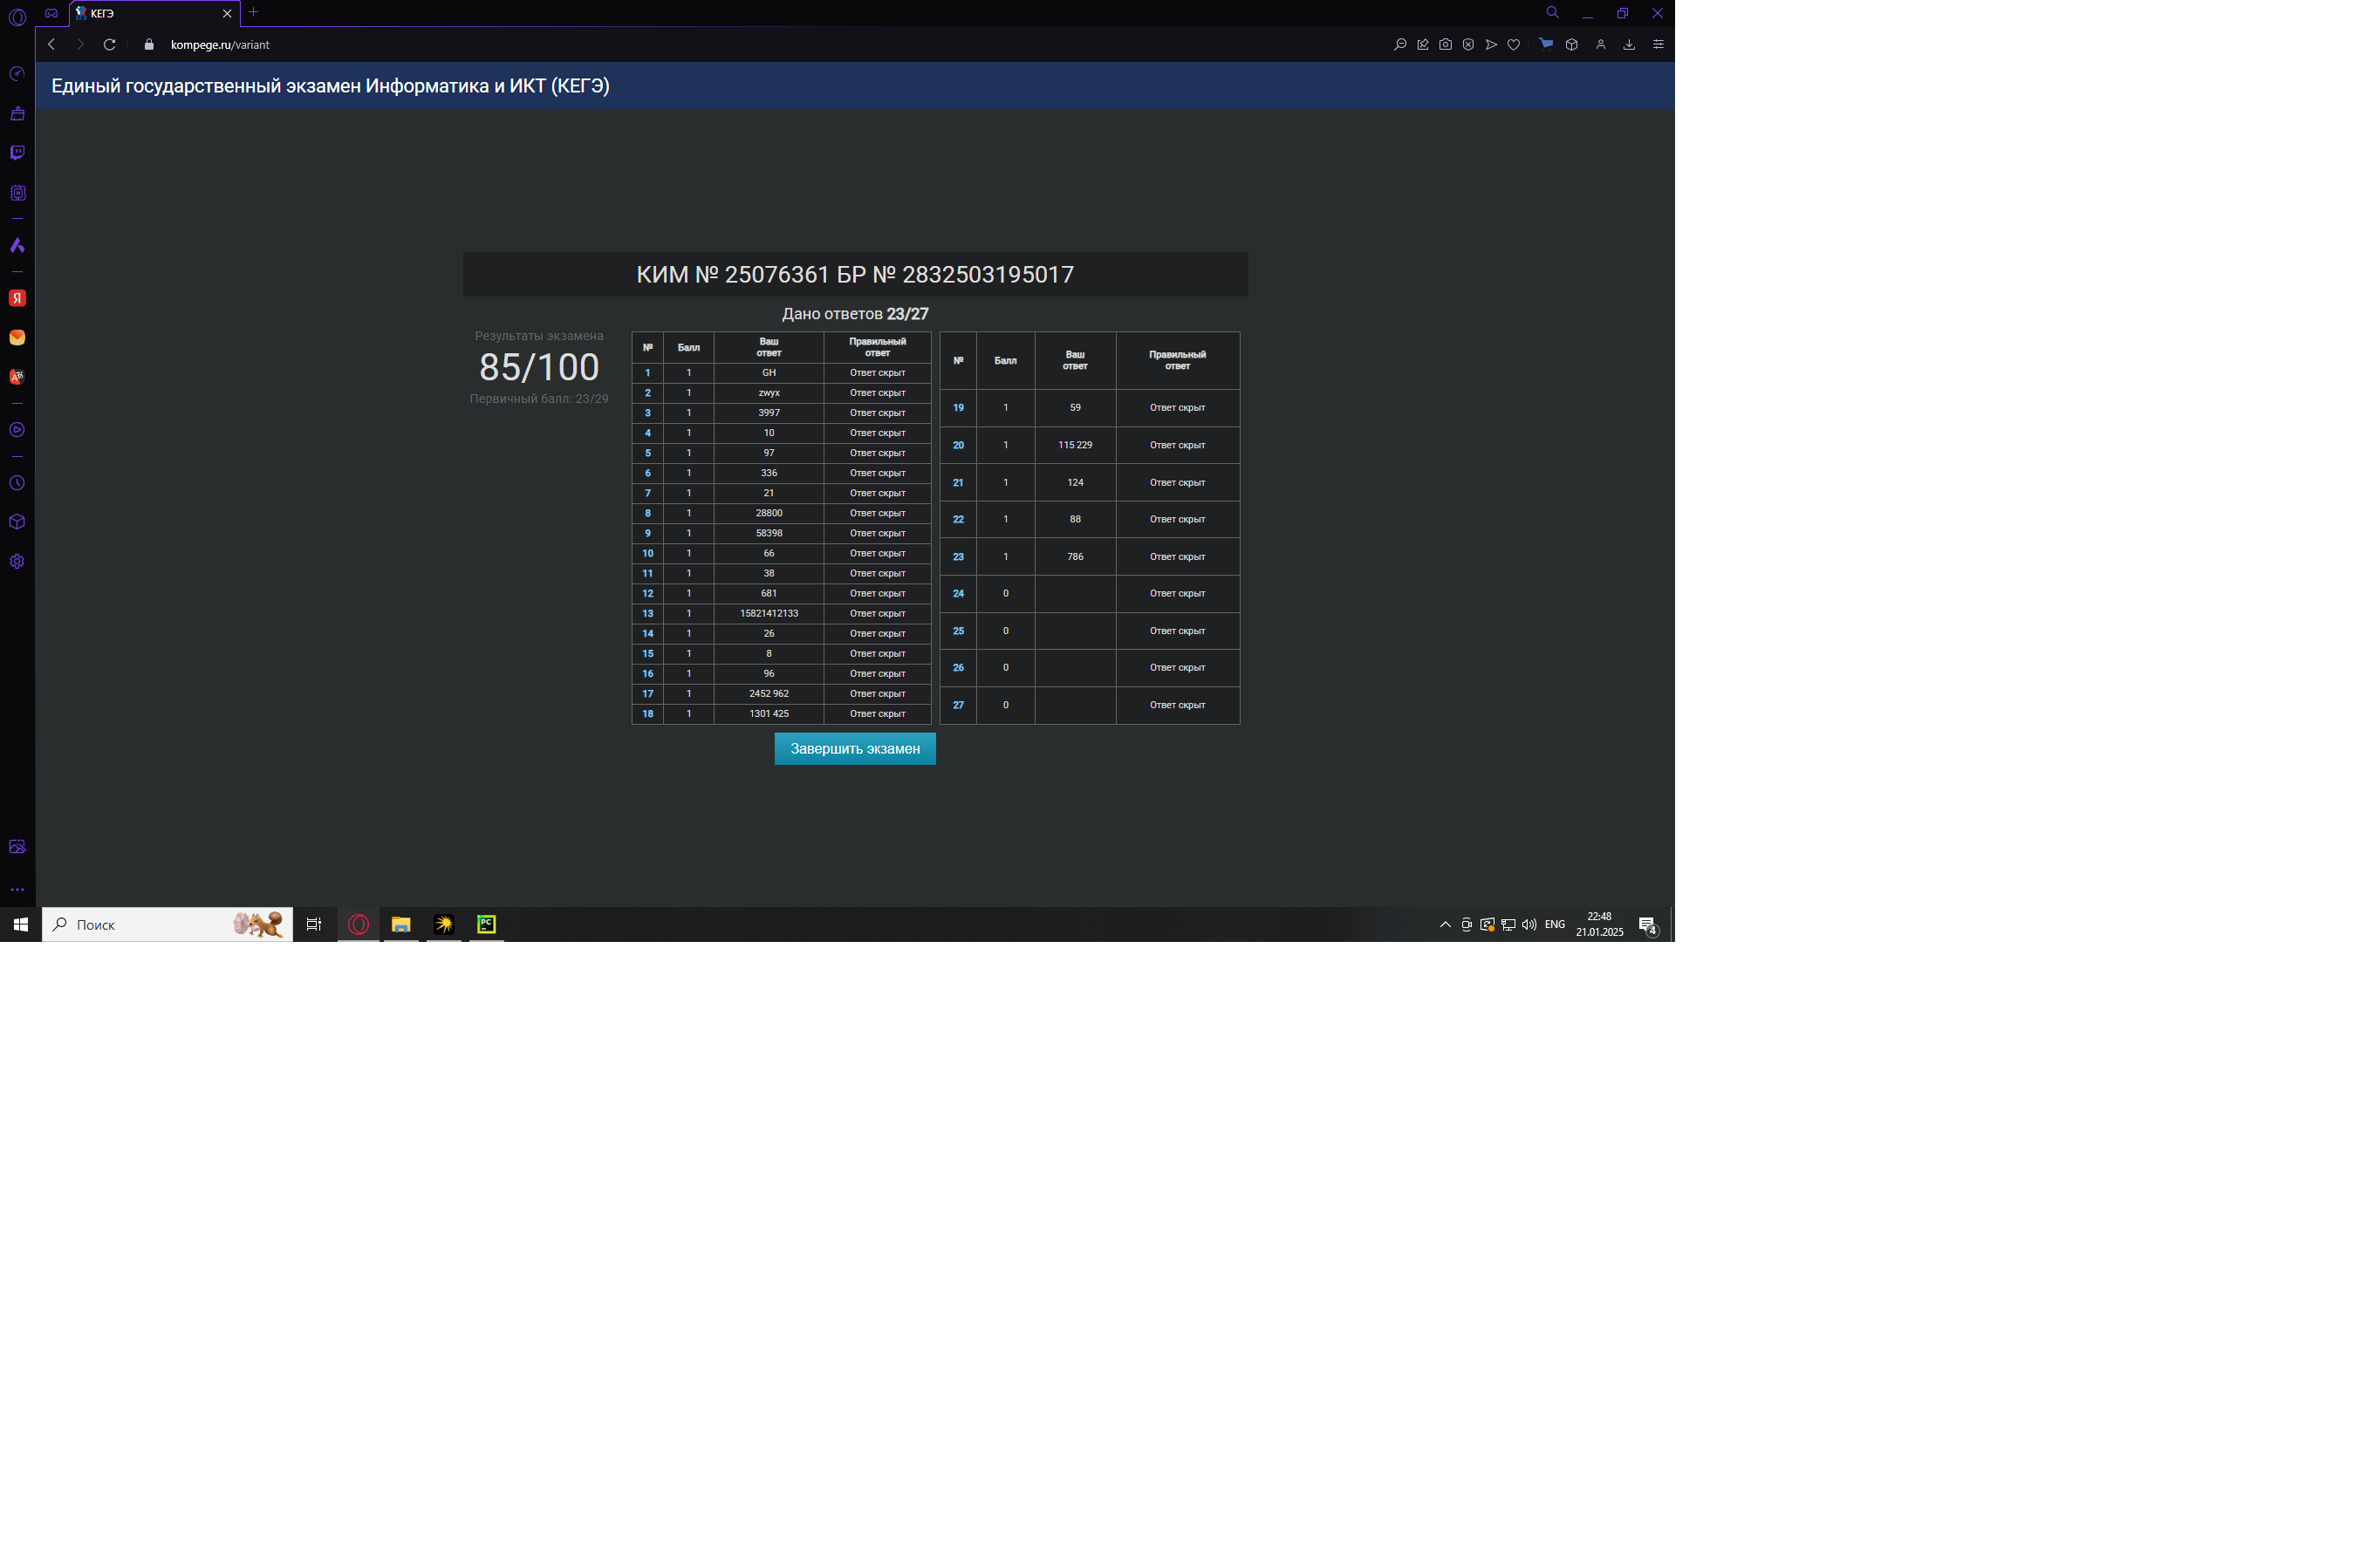 КЕГЭ
kompege.ru/variant
Единый государственный экзамен Информатика и ИКТ (КЕГЭ)
КИМ № 25076361 БР № 2832503195017
Дано ответов 23/27
Результаты экзамена
85/100
Первичный балл: 23/29
№ Балл Ваш ответ Правильный ответ
1 1 GH Ответ скрыт
2 1 zwyx Ответ скрыт
3 1 3997 Ответ скрыт
4 1 10 Ответ скрыт
5 1 97 Ответ скрыт
6 1 336 Ответ скрыт
7 1 21 Ответ скрыт
8 1 28800 Ответ скрыт
9 1 58398 Ответ скрыт
10 1 66 Ответ скрыт
11 1 38 Ответ скрыт
12 1 681 Ответ скрыт
13 1 15821412133 Ответ скрыт
14 1 26 Ответ скрыт
15 1 8 Ответ скрыт
16 1 96 Ответ скрыт
17 1 2452 962 Ответ скрыт
18 1 1301 425 Ответ скрыт
№ Балл Ваш ответ Правильный ответ
19 1 59 Ответ скрыт
20 1 115 229 Ответ скрыт
21 1 124 Ответ скрыт
22 1 88 Ответ скрыт
23 1 786 Ответ скрыт
24 0 Ответ скрыт
25 0 Ответ скрыт
26 0 Ответ скрыт
27 0 Ответ скрыт
Завершить экзамен
Поиск
ENG
22:48
21.01.2025
4
Я
PC